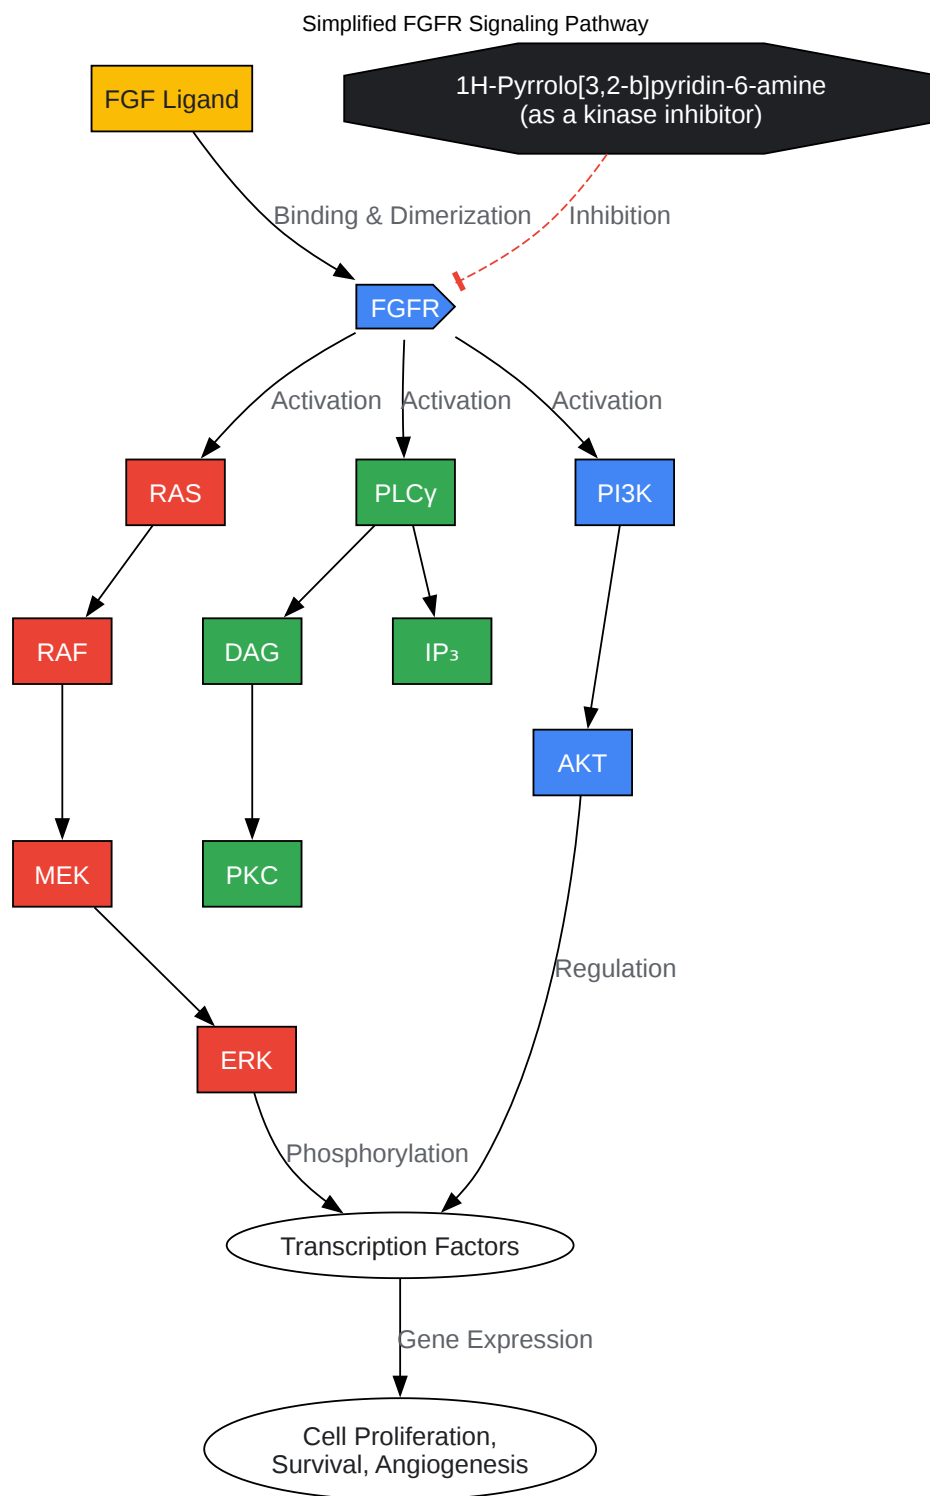 Simplified FGFR Signaling Pathway
FGF Ligand
1H-Pyrrolo[3,2-b]pyridin-6-amine
(as a kinase inhibitor)
Binding & Dimerization
Inhibition
FGFR
Activation
Activation
Activation
RAS
PLCγ
PI3K
RAF
DAG
IP₃
AKT
MEK
PKC
Regulation
ERK
Phosphorylation
Transcription Factors
Gene Expression
Cell Proliferation,
Survival, Angiogenesis